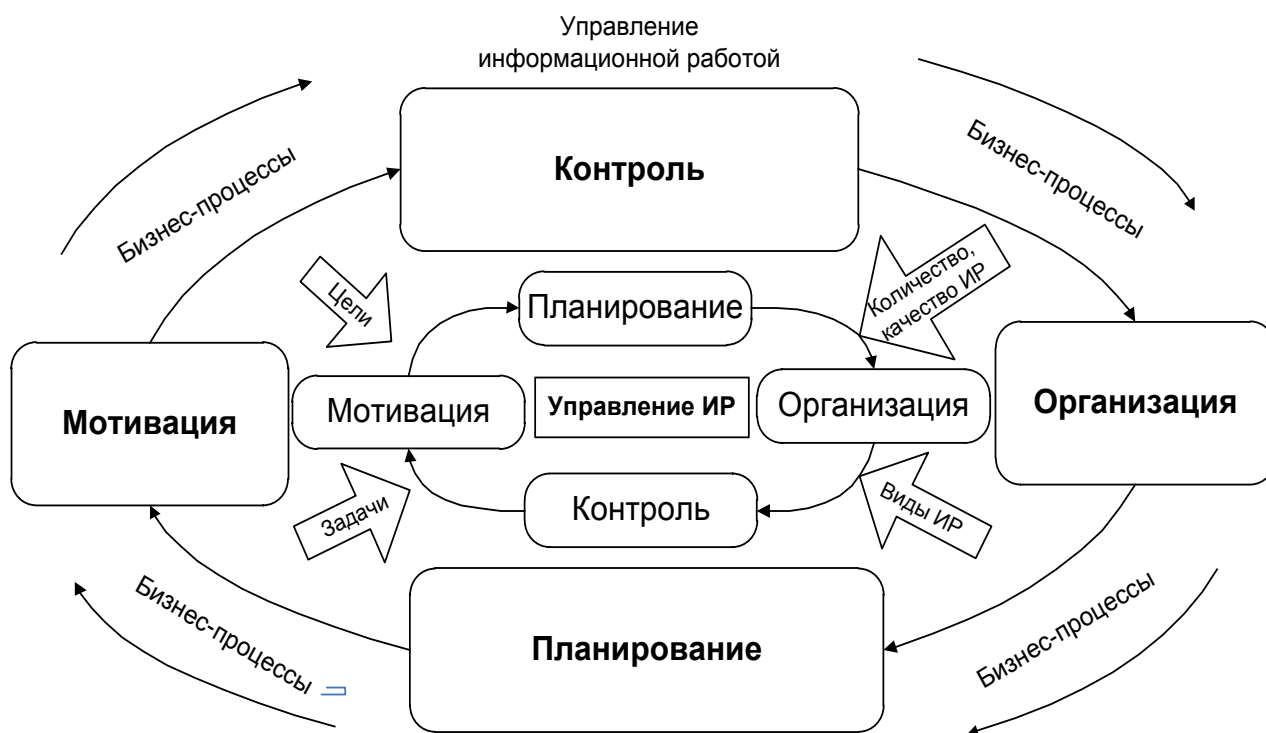 Управление
информационной работой
Бизнес-процессы
Контроль
Бизнес-процессы
Цели
Планирование
Количество,
качество ИР
Мотивация
Мотивация
Управление ИР
Организация
Организация
Задачи
Контроль
Виды ИР
Бизнес-процессы
Планирование
Бизнес-процессы